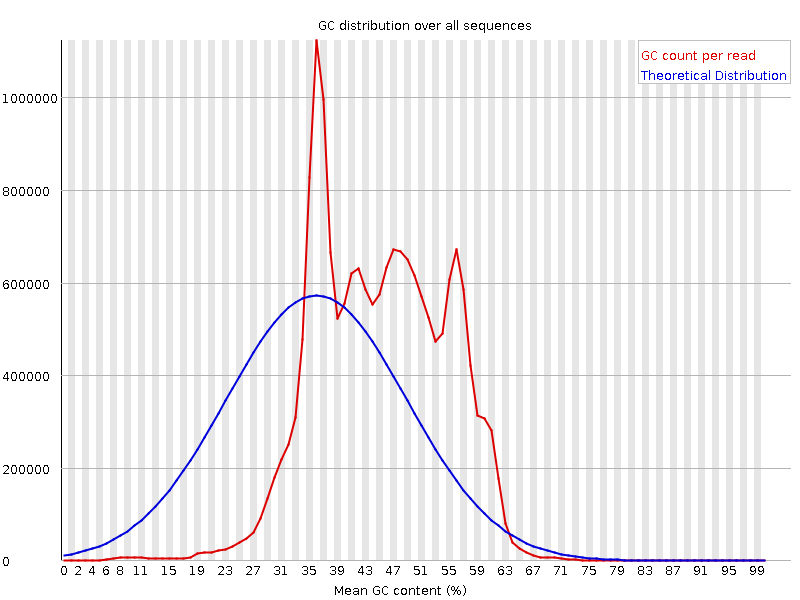 GC distribution over all sequences
GC count per read
Theoretical Distribution
1000000
800000
600000
400000
200000
0
0 2 4 6 8 11 15 19 23 27 31 35 39 43 47 51 55 59 63 67 71 75 79 83 87 91 95 99
Mean GC content (%)